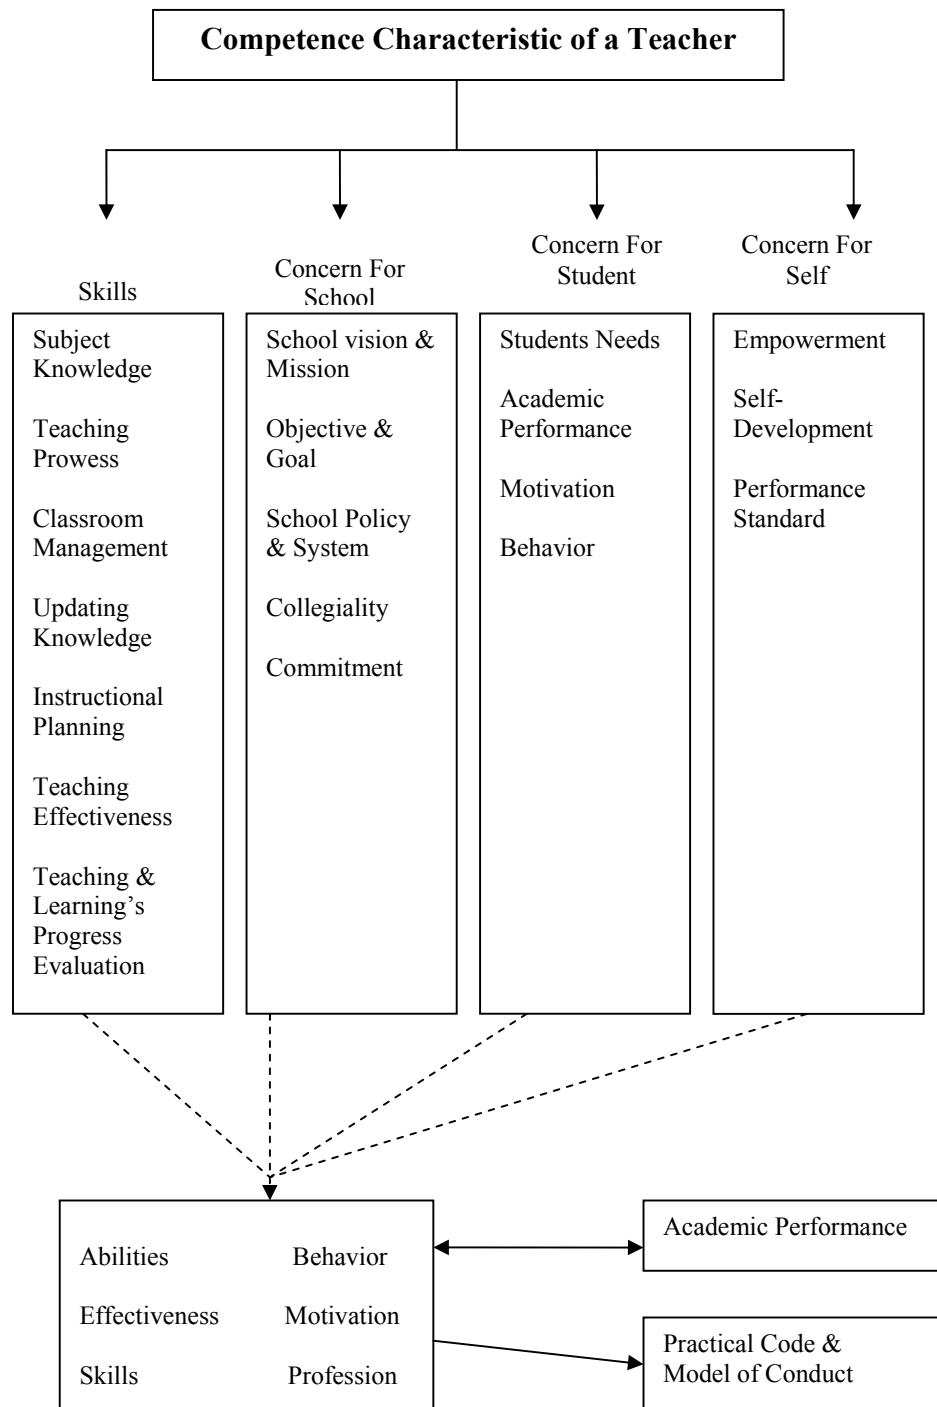 Competence Characteristic of a Teacher
Skills
Concern For
School
Concern For
Student
Concern For
Self
Subject
Knowledge
Teaching
Prowess
Classroom
Management
Updating
Knowledge
Instructional
Planning
Teaching
Effectiveness
Teaching &
Learning’s
Progress
Evaluation
School vision &
Mission
Objective &
Goal
School Policy
& System
Collegiality
Commitment
Students Needs
Academic
Performance
Motivation
Behavior
Empowerment
Self-
Development
Performance
Standard
Abilities Behavior
Effectiveness Motivation
Skills Profession
Academic Performance
Practical Code &
Model of Conduct